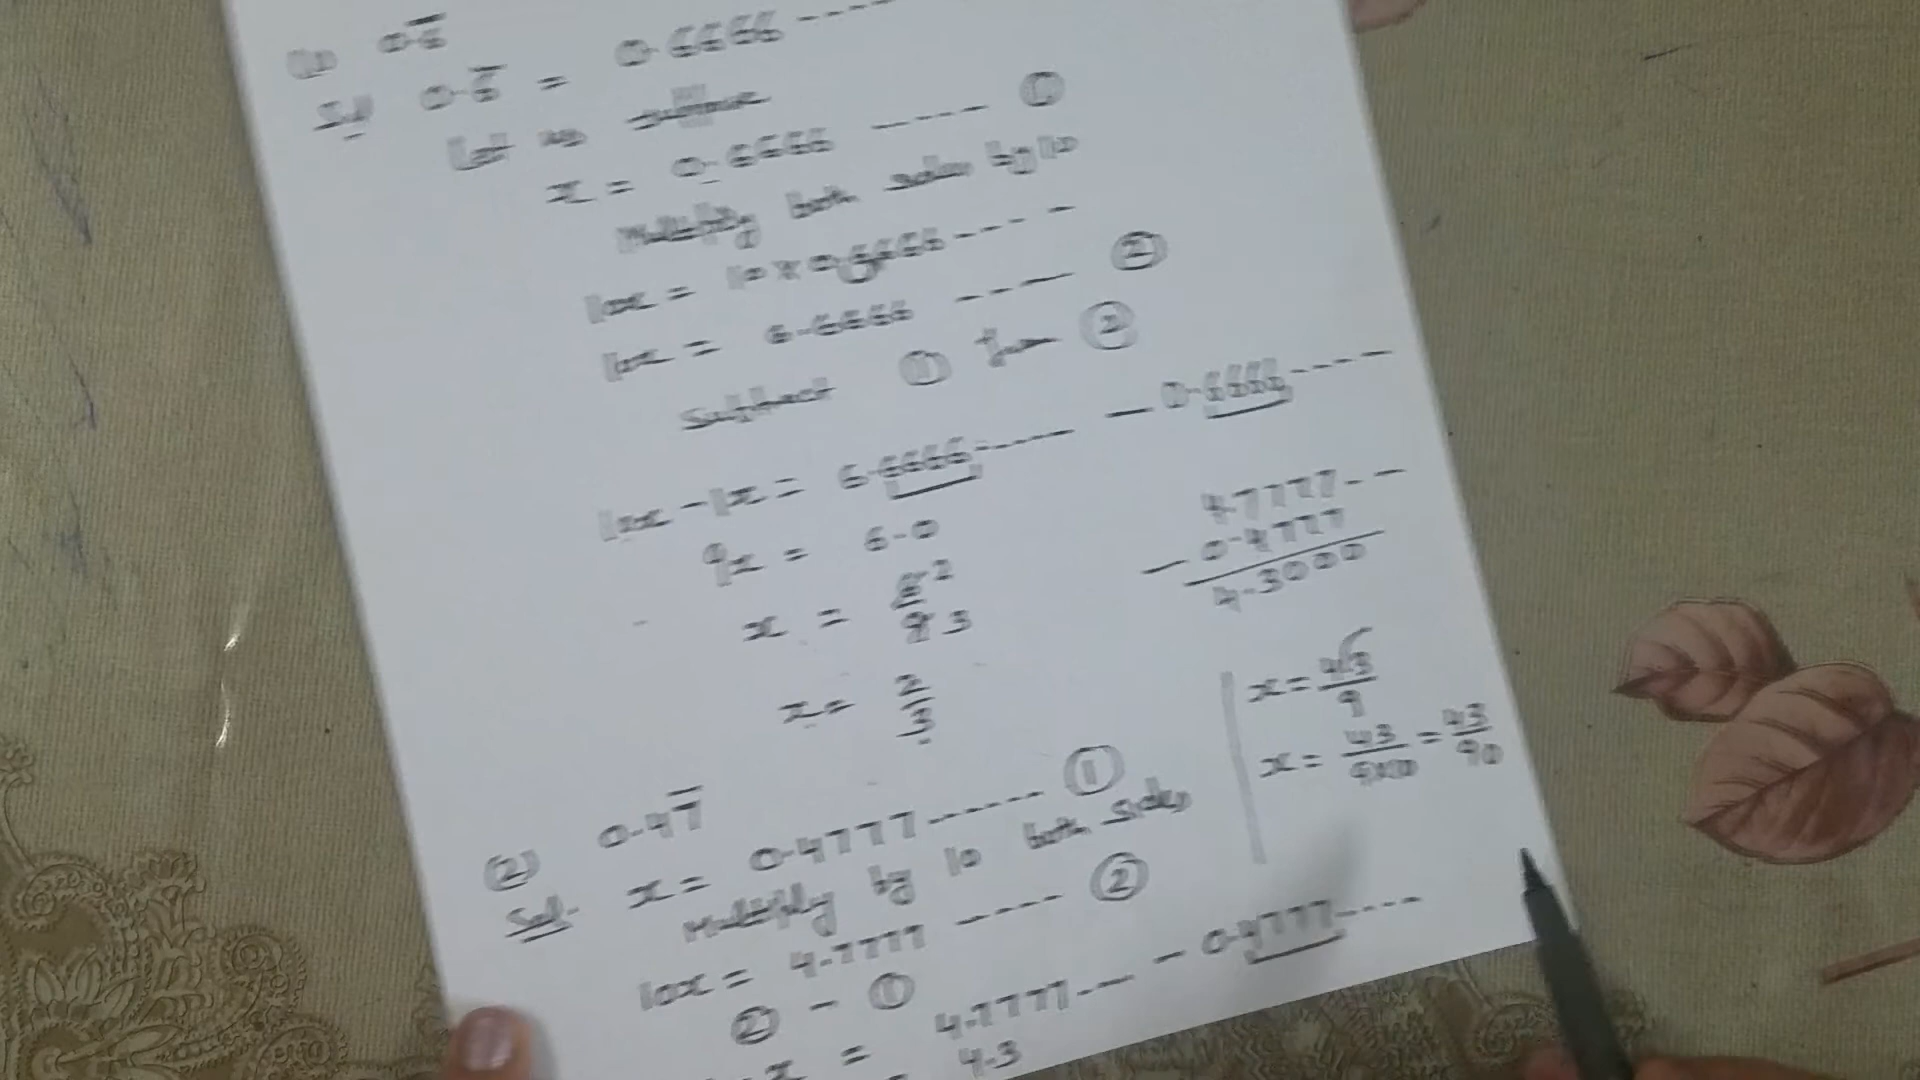 (1) 0.6̅
Sol 0.6̅ = 0.6666 -----
Let us assume
x = 0.6666 ---- ①
Multiply both sides by 10
10x = 10 x 0.6666 ----
10x = 6.6666 ---- ②
Subtract ① from ②
10x - 1x = 6.6666 ----- - 0.6666 -----
9x = 6.0
x = 6/9 2/3
x = 2/3
4.7777 --
- 0.4777
4.3000
x = 4.3/9
x = 43/9x10 = 43/90
② 0.47̅
Sol. x = 0.4777 ------ ①
Multiply by 10 both sides
10x = 4.7777 ----- ②
② - ①
x = 4.7777 --- - 0.4777 ----
4.3